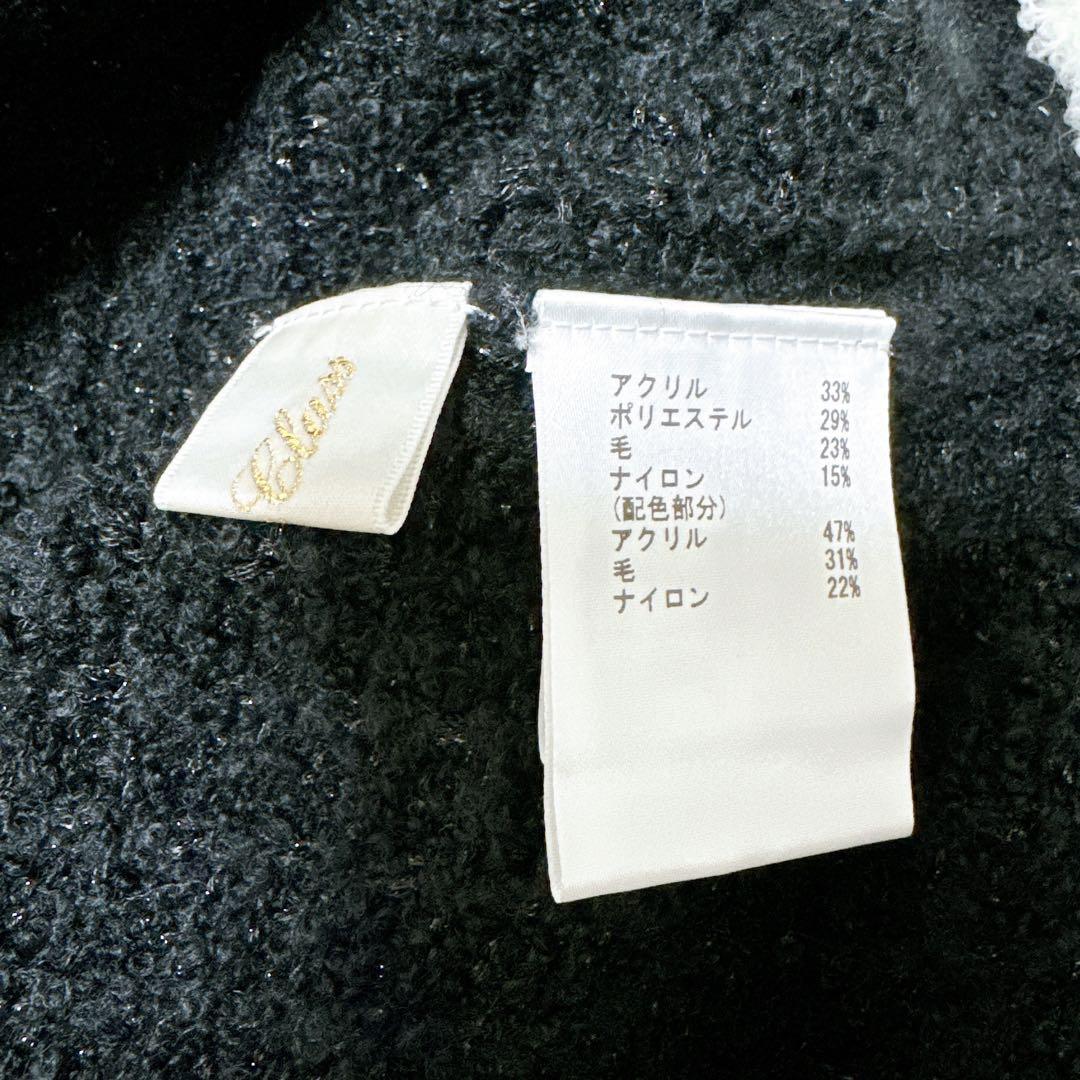 Class
アクリル 33%
ポリエステル 29%
毛 23%
ナイロン 15%
(配色部分)
アクリル 47%
毛 31%
ナイロン 22%